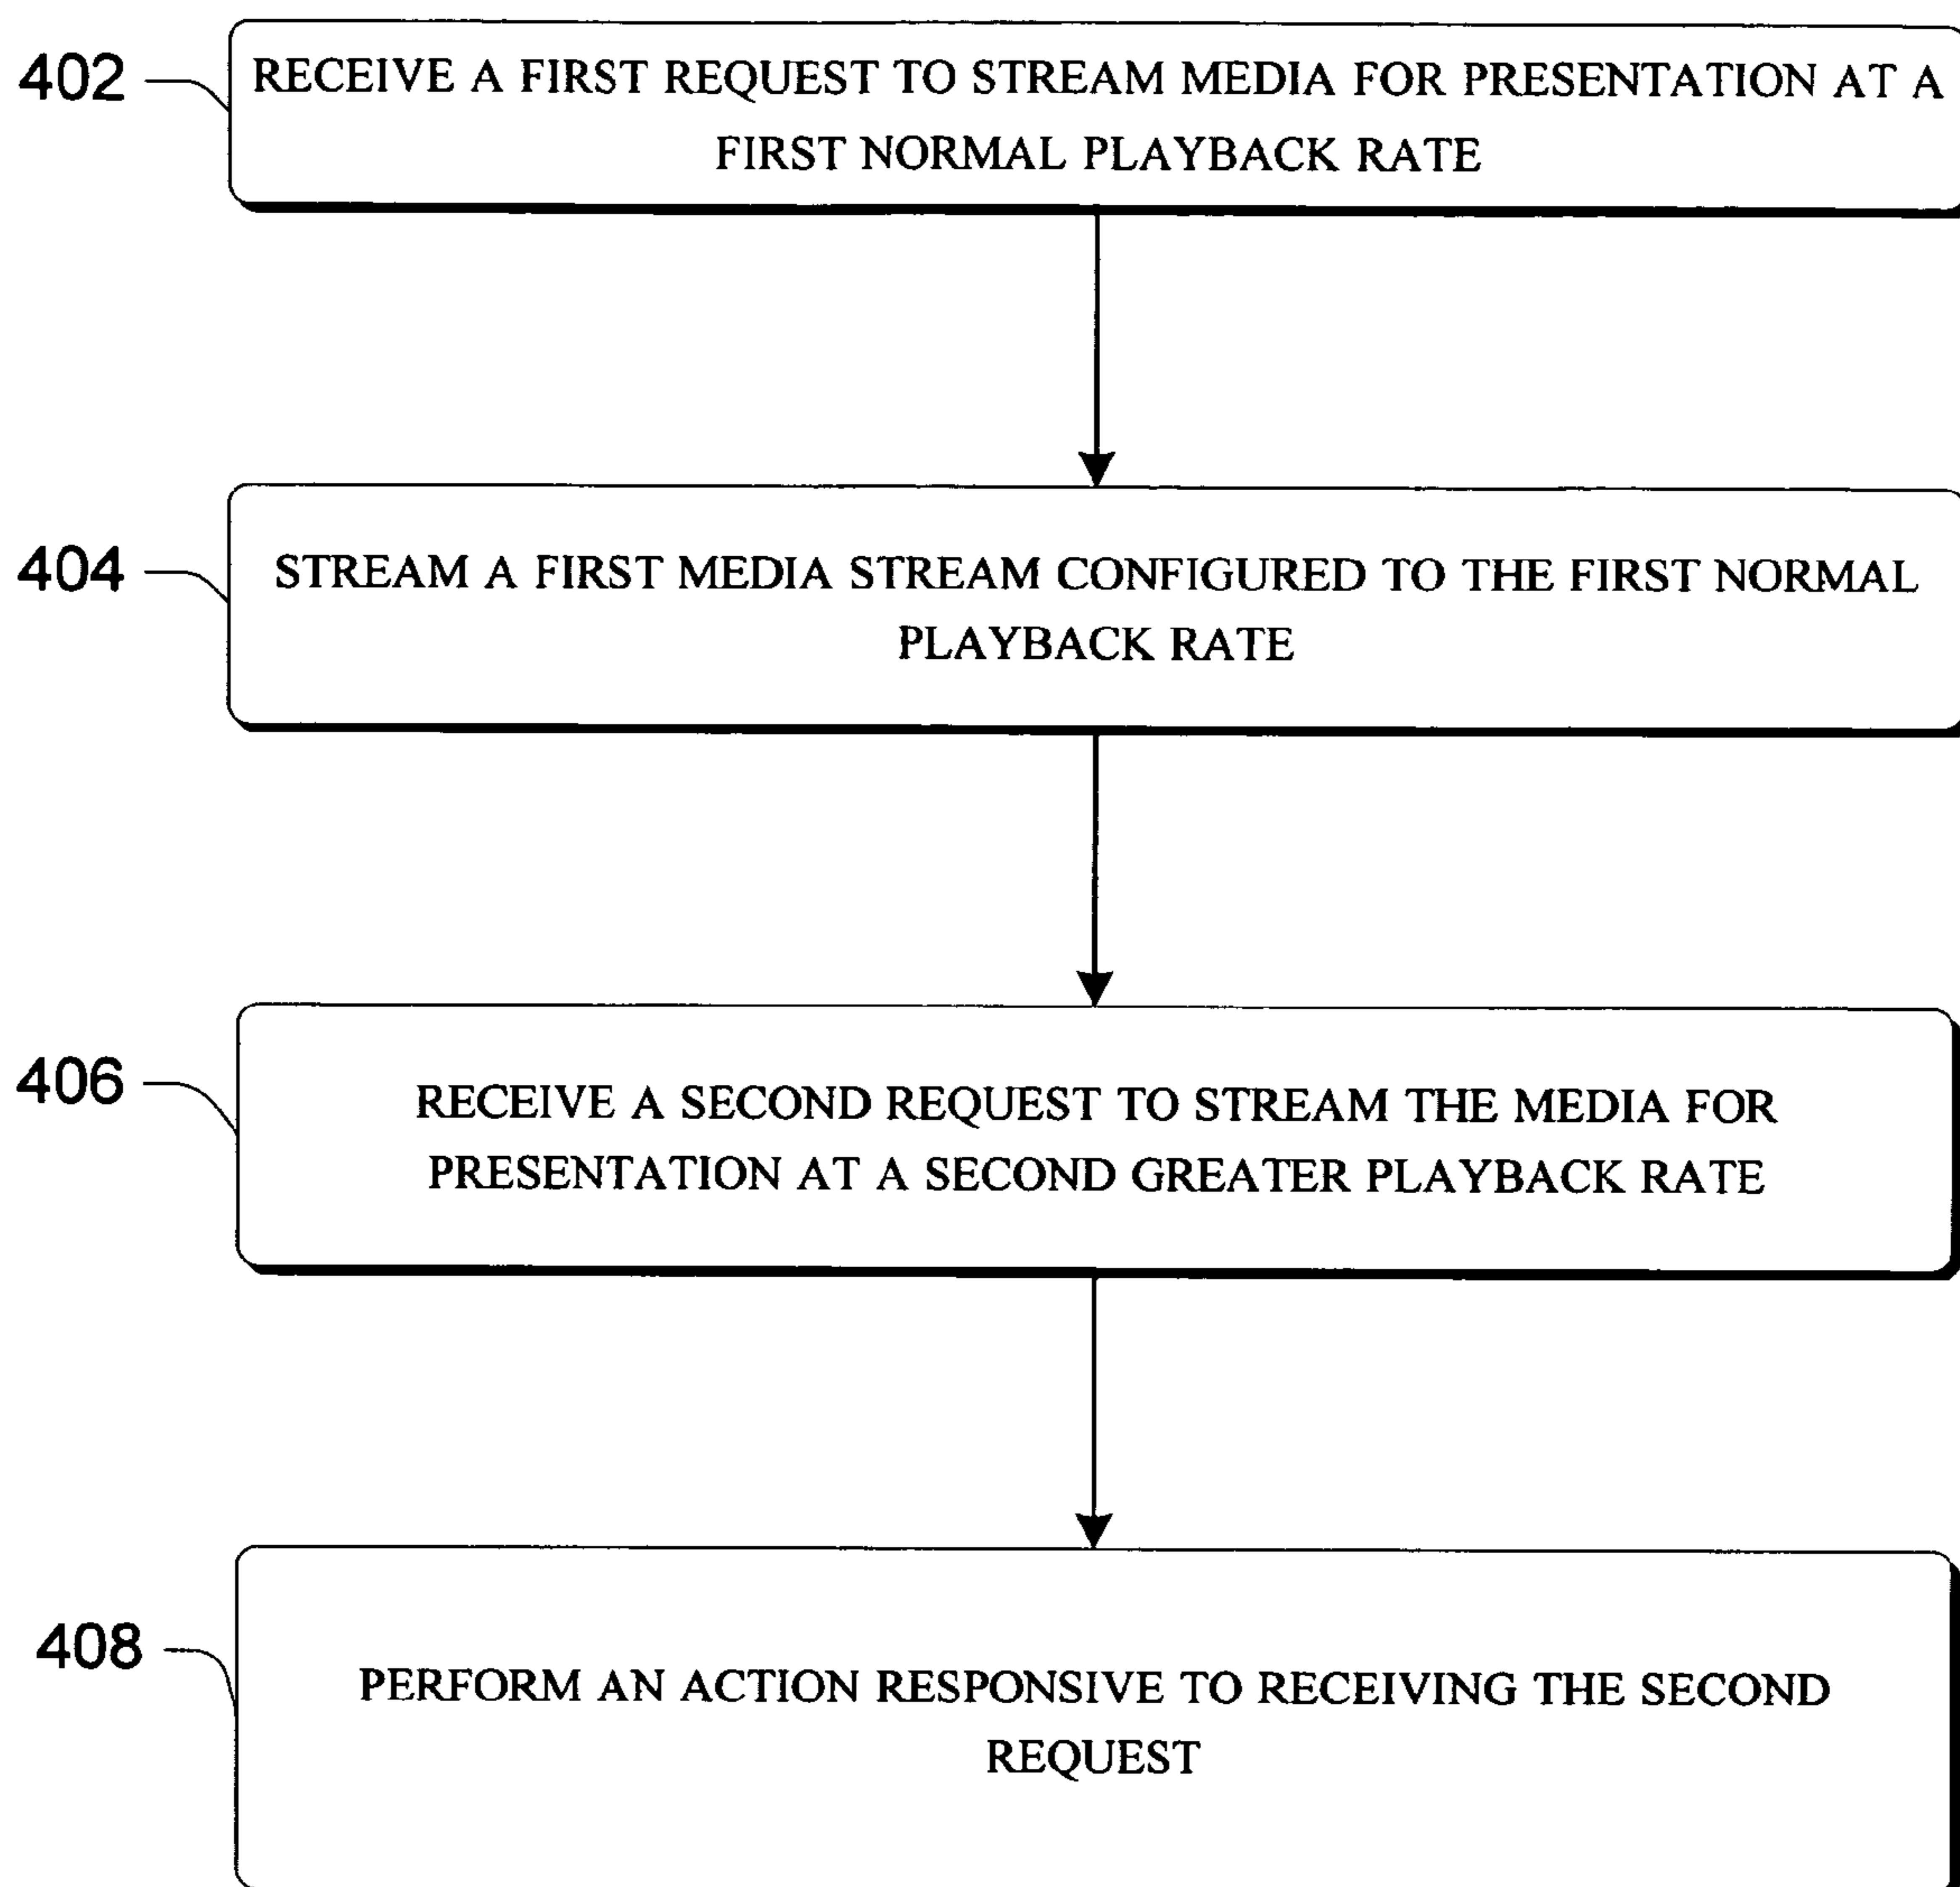 402
RECEIVE A FIRST REQUEST TO STREAM MEDIA FOR PRESENTATION AT A
FIRST NORMAL PLAYBACK RATE
404
STREAM A FIRST MEDIA STREAM CONFIGURED TO THE FIRST NORMAL
PLAYBACK RATE
406
RECEIVE A SECOND REQUEST TO STREAM THE MEDIA FOR
PRESENTATION AT A SECOND GREATER PLAYBACK RATE
408
PERFORM AN ACTION RESPONSIVE TO RECEIVING THE SECOND
REQUEST